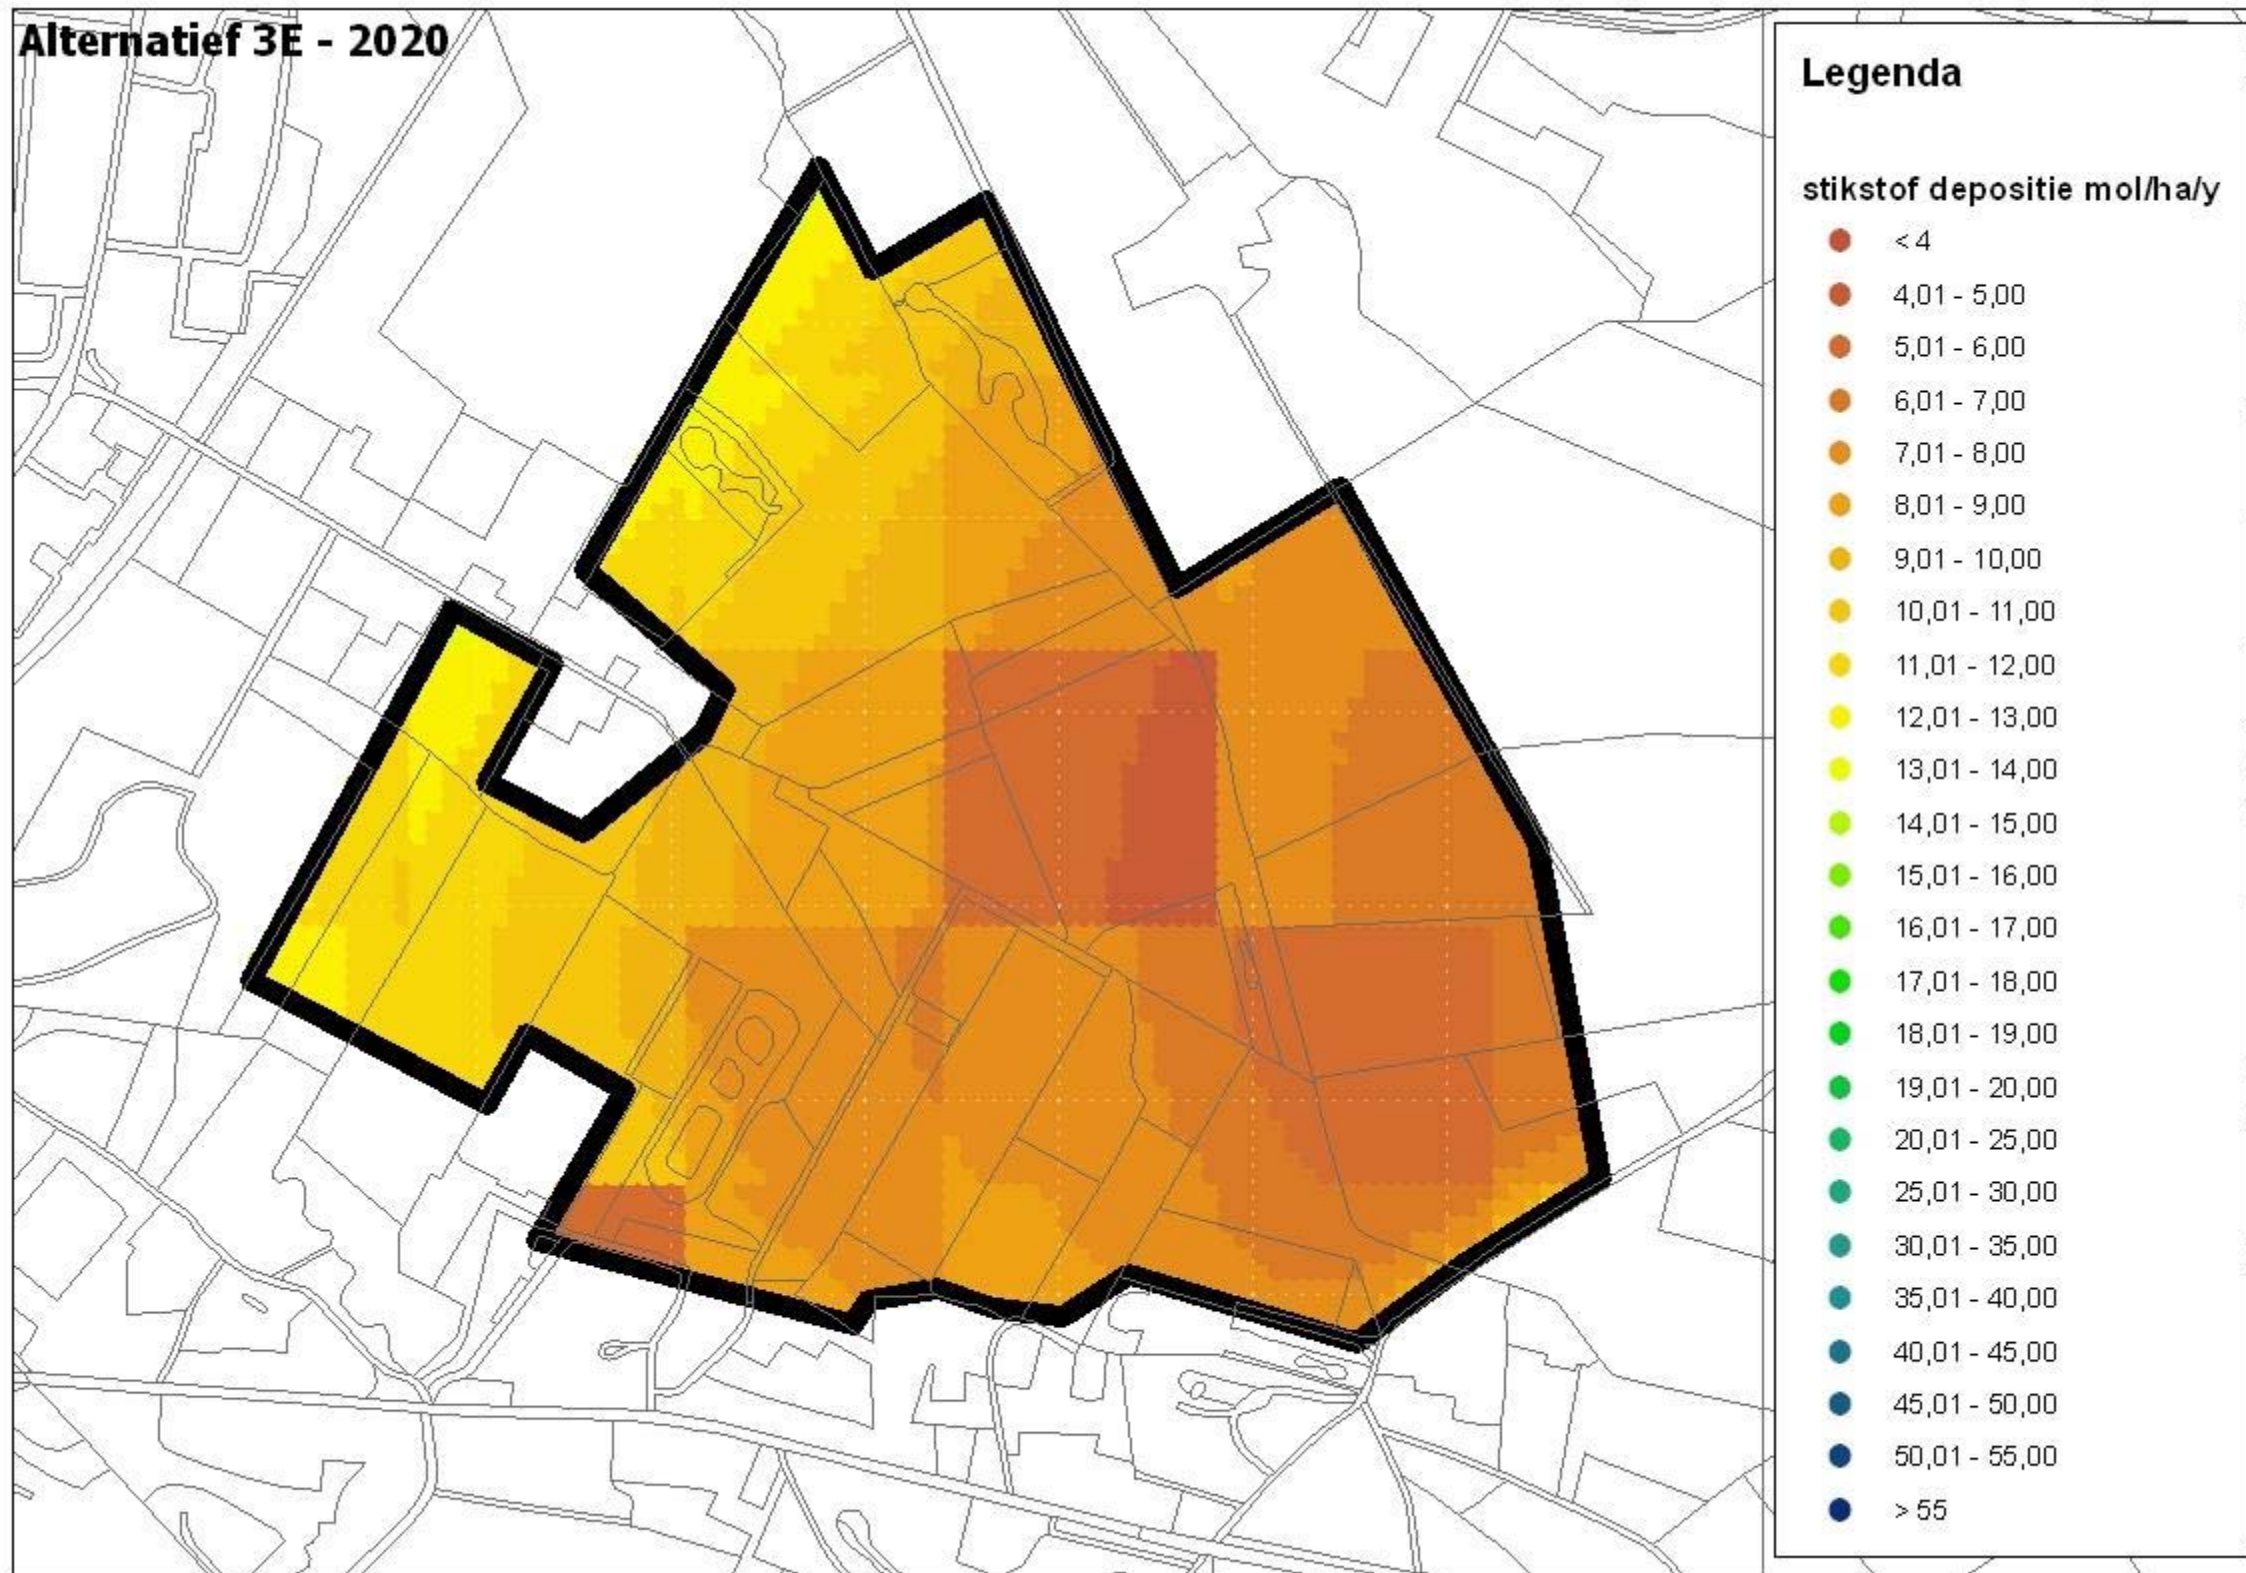 Alternatief 3E - 2020
Legenda
stikstof depositie mol/ha/y
< 4
4,01 - 5,00
5,01 - 6,00
6,01 - 7,00
7,01 - 8,00
8,01 - 9,00
9,01 - 10,00
10,01 - 11,00
11,01 - 12,00
12,01 - 13,00
13,01 - 14,00
14,01 - 15,00
15,01 - 16,00
16,01 - 17,00
17,01 - 18,00
18,01 - 19,00
19,01 - 20,00
20,01 - 25,00
25,01 - 30,00
30,01 - 35,00
35,01 - 40,00
40,01 - 45,00
45,01 - 50,00
50,01 - 55,00
> 55